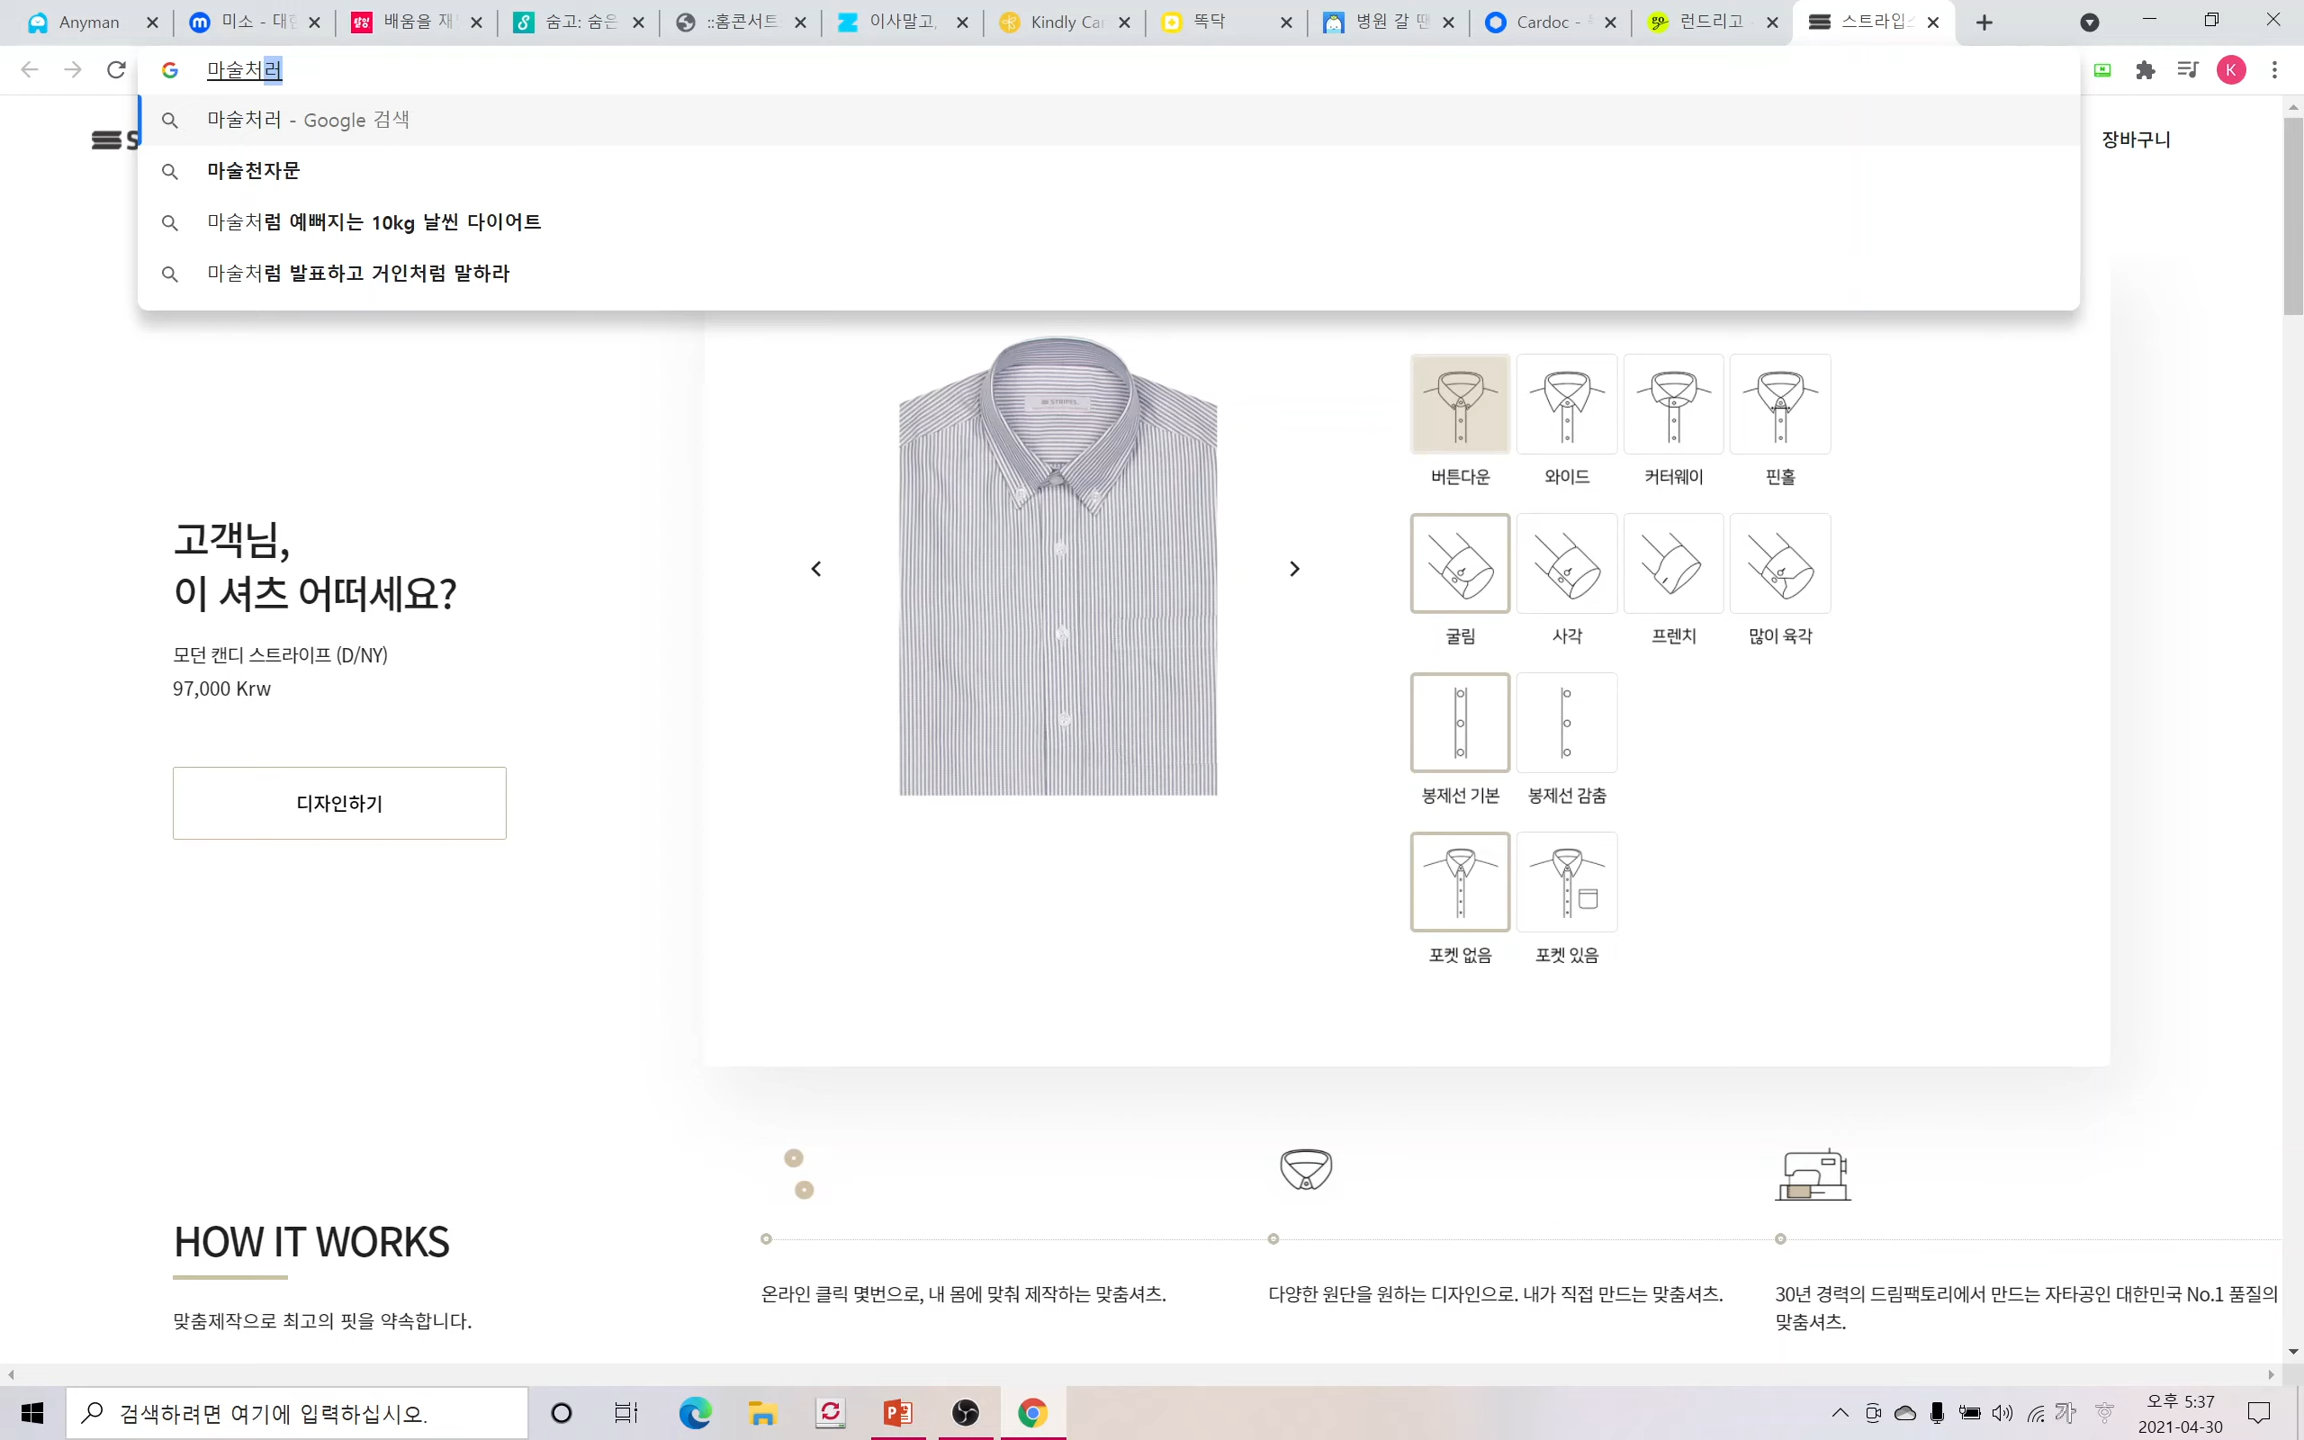 Anyman
미소 - 대한
배움을 재
숨고: 숨은
::홈콘서트
이사말고,
Kindly Car
똑닥
병원 갈 땐
Cardoc -
런드리고 -
스트라입스
마술처러
마술처러 - Google 검색
마술천자문
마술처럼 예뻐지는 10kg 날씬 다이어트
마술처럼 발표하고 거인처럼 말하라
장바구니
K
고객님,
이 셔츠 어떠세요?
모던 캔디 스트라이프 (D/NY)
97,000 Krw
디자인하기
STRIPES
버튼다운 와이드 커터웨이 핀홀
굴림 사각 프렌치 많이 육각
봉제선 기본 봉제선 감춤
포켓 없음 포켓 있음
HOW IT WORKS
맞춤제작으로 최고의 핏을 약속합니다.
온라인 클릭 몇번으로, 내 몸에 맞춰 제작하는 맞춤셔츠.
다양한 원단을 원하는 디자인으로. 내가 직접 만드는 맞춤셔츠.
30년 경력의 드림팩토리에서 만드는 자타공인 대한민국 No.1 품질의
맞춤셔츠.
검색하려면 여기에 입력하십시오.
가
오후 5:37
2021-04-30